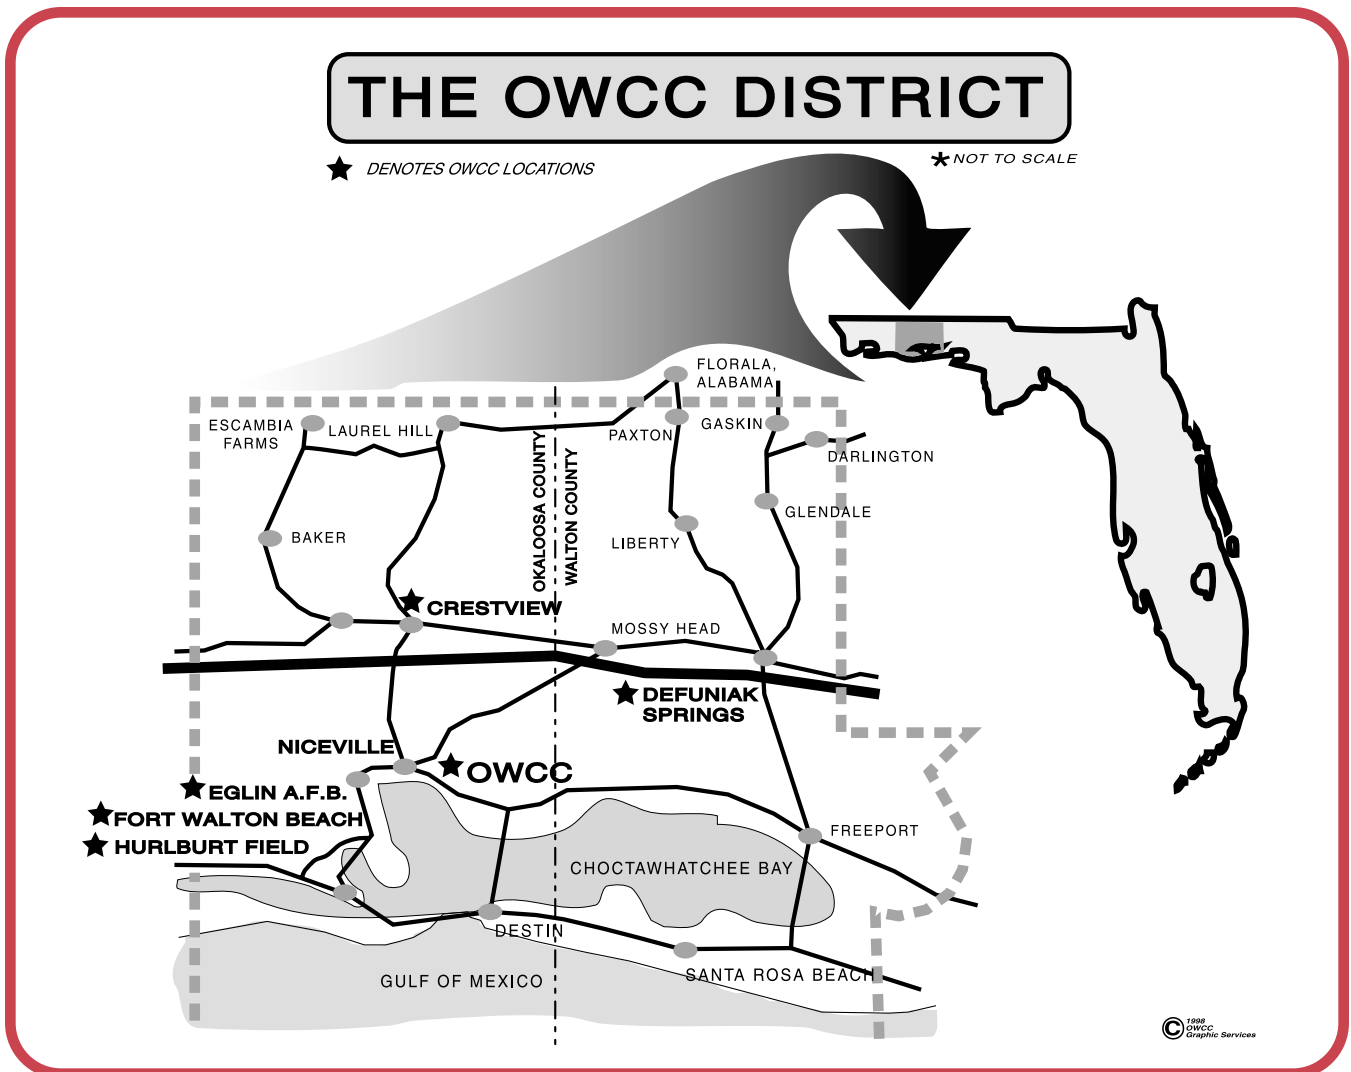 THE OWCC DISTRICT
★ DENOTES OWCC LOCATIONS
*NOT TO SCALE
FLORALA,
ALABAMA
ESCAMBIA
FARMS
LAUREL HILL
PAXTON
GASKIN
DARLINGTON
OKALOOSA COUNTY
WALTON COUNTY
GLENDALE
BAKER
LIBERTY
CRESTVIEW
MOSSY HEAD
DEFUNIAK
SPRINGS
NICEVILLE
OWCC
EGLIN A.F.B.
FORT WALTON BEACH
HURLBURT FIELD
FREEPORT
CHOCTAWHATCHEE BAY
DESTIN
SANTA ROSA BEACH
GULF OF MEXICO
© 1998
OWCC
Graphic Services